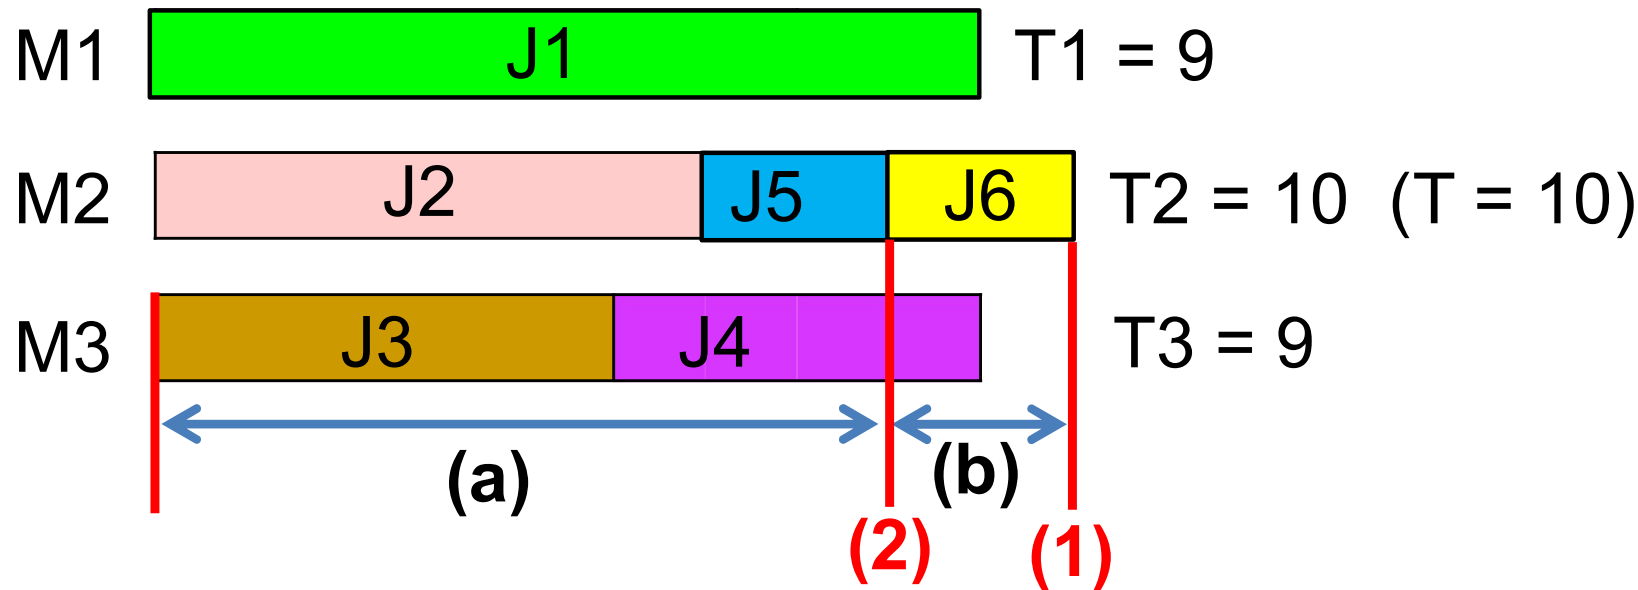 M1 J1 T1 = 9
M2 J2 J5 J6 T2 = 10 (T = 10)
M3 J3 J4 T3 = 9
(a) (b)
(2) (1)